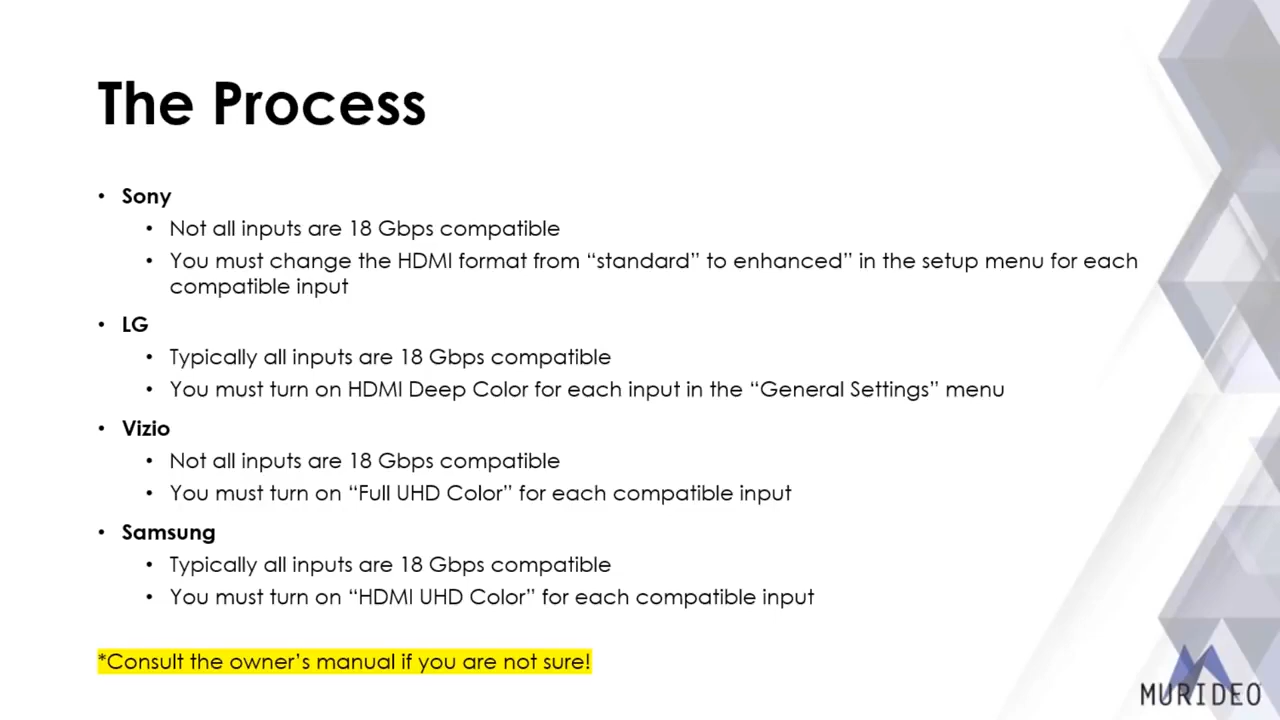 The Process
• Sony
• Not all inputs are 18 Gbps compatible
• You must change the HDMI format from “standard” to enhanced” in the setup menu for each
compatible input
• LG
• Typically all inputs are 18 Gbps compatible
• You must turn on HDMI Deep Color for each input in the “General Settings” menu
• Vizio
• Not all inputs are 18 Gbps compatible
• You must turn on “Full UHD Color” for each compatible input
• Samsung
• Typically all inputs are 18 Gbps compatible
• You must turn on “HDMI UHD Color” for each compatible input
*Consult the owner’s manual if you are not sure!
MURIDEO